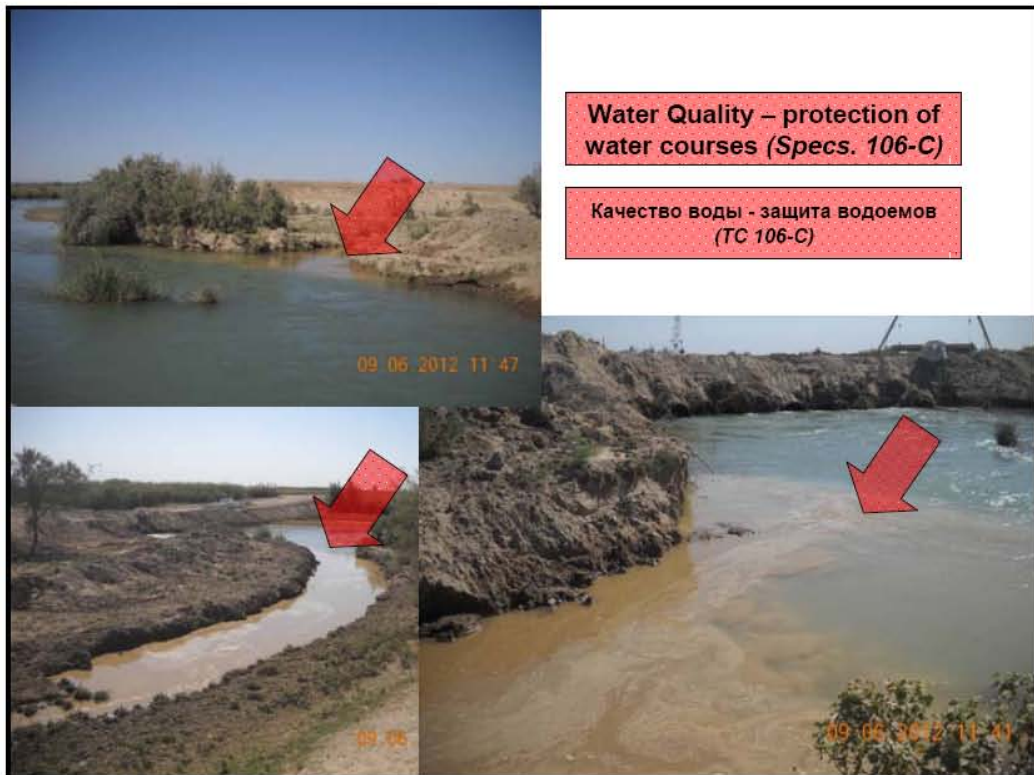 Water Quality – protection of
water courses (Specs. 106-C)
Качество воды - защита водоемов
(ТС 106-С)
09 06 2012 11 47
09 06
09 06 2012 11 41